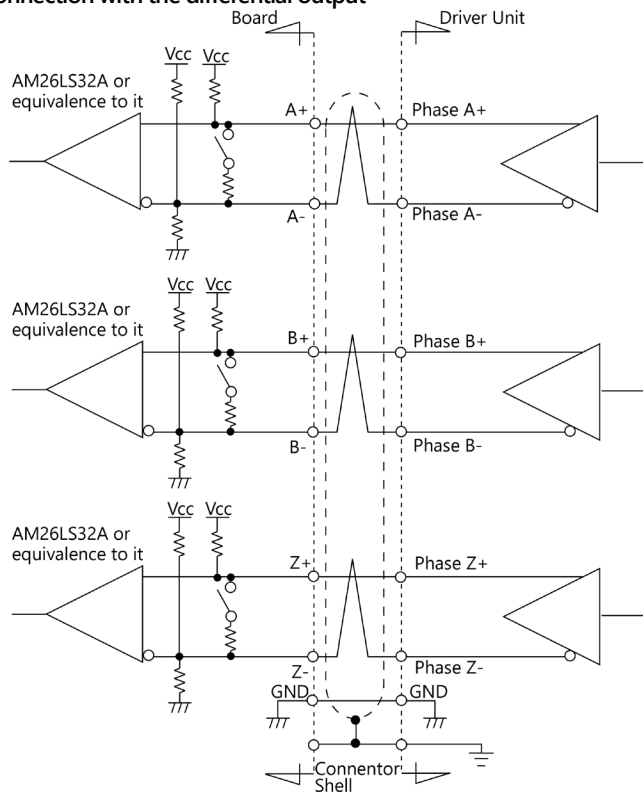 onnection with the differential output
Board
Driver Unit
Vcc Vcc
AM26LS32A or
equivalence to it
A+
Phase A+
A-
Phase A-
Vcc Vcc
AM26LS32A or
equivalence to it
B+
Phase B+
B-
Phase B-
Vcc Vcc
AM26LS32A or
equivalence to it
Z+
Phase Z+
Z-
Phase Z-
GND
GND
Connentor
Shell